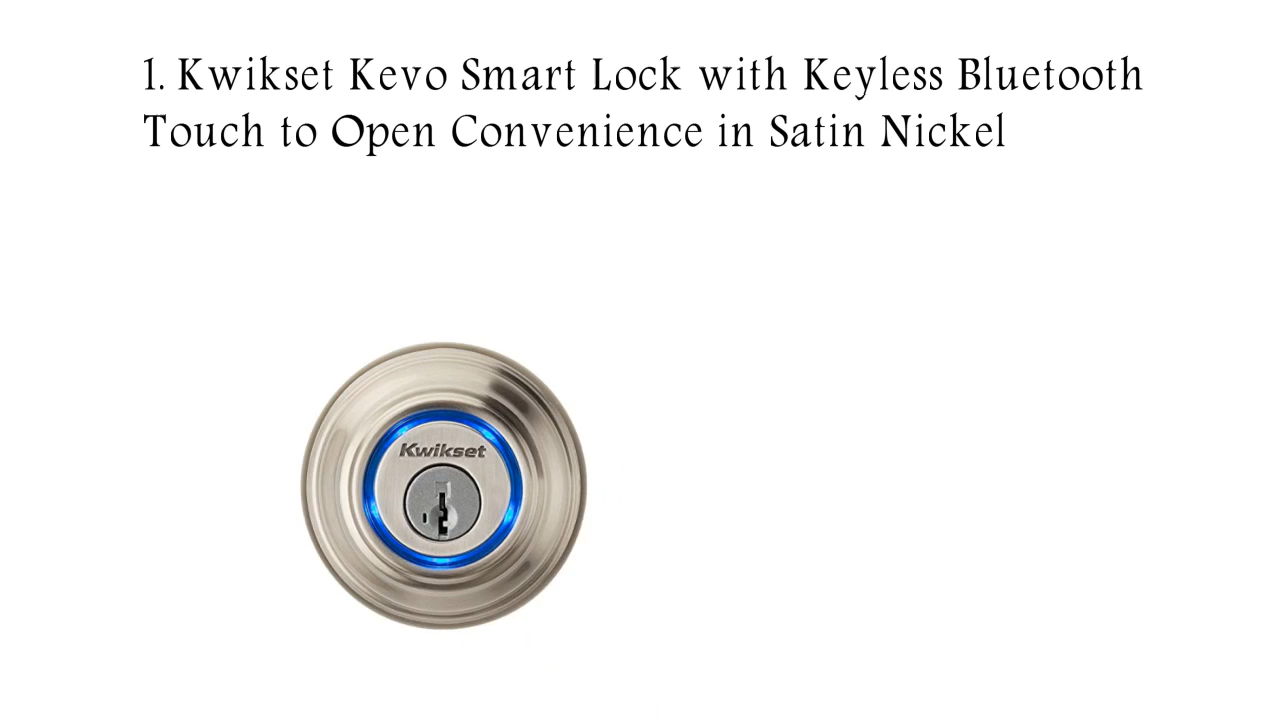 1. Kwikset Kevo Smart Lock with Keyless Bluetooth
Touch to Open Convenience in Satin Nickel
Kwikset